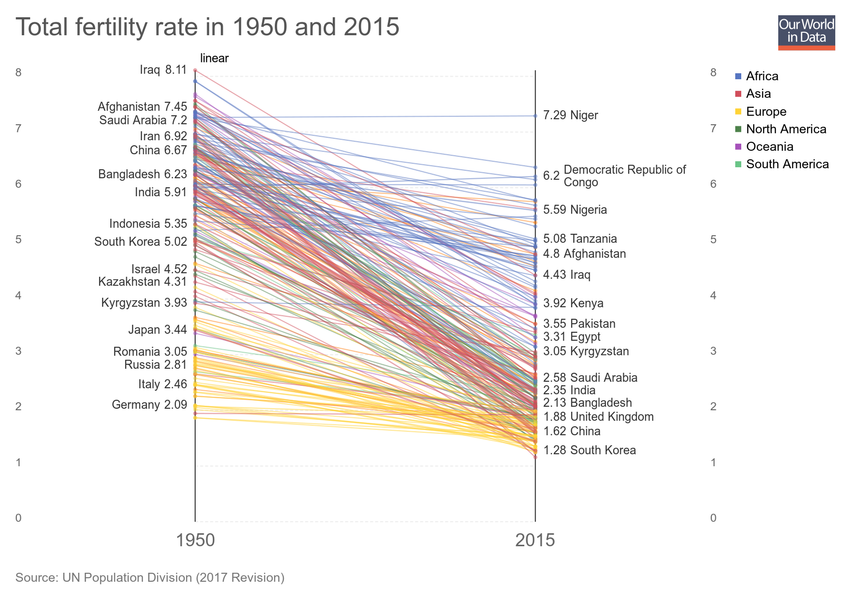 Total fertility rate in 1950 and 2015
Our World
in Data
linear
8
7
6
5
4
3
2
1
0
Iraq 8.11
Afghanistan 7.45
Saudi Arabia 7.2
Iran 6.92
China 6.67
Bangladesh 6.23
India 5.91
Indonesia 5.35
South Korea 5.02
Israel 4.52
Kazakhstan 4.31
Kyrgyzstan 3.93
Japan 3.44
Romania 3.05
Russia 2.81
Italy 2.46
Germany 2.09
7.29 Niger
6.2 Democratic Republic of
Congo
5.59 Nigeria
5.08 Tanzania
4.8 Afghanistan
4.43 Iraq
3.92 Kenya
3.55 Pakistan
3.31 Egypt
3.05 Kyrgyzstan
2.58 Saudi Arabia
2.35 India
2.13 Bangladesh
1.88 United Kingdom
1.62 China
1.28 South Korea
8
7
6
5
4
3
2
1
0
Africa
Asia
Europe
North America
Oceania
South America
1950
2015
Source: UN Population Division (2017 Revision)